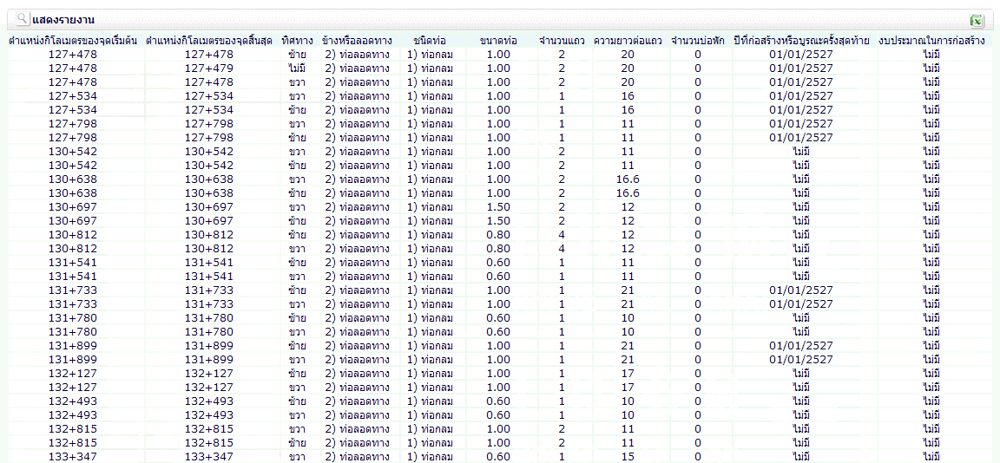 แสดงรายงาน
ตำแหน่งกิโลเมตรของจุดเริ่มต้น ตำแหน่งกิโลเมตรของจุดสิ้นสุด ทิศทาง ข้างหรือลอดทาง ชนิดท่อ ขนาดท่อ จำนวนแถว ความยาวต่อแถว จำนวนบ่อพัก ปีที่ก่อสร้างหรือบูรณะครั้งสุดท้าย งบประมาณในการก่อสร้าง
127+478 127+478 ซ้าย 2) ท่อลอดทาง 1) ท่อกลม 1.00 2 20 0 01/01/2527 ไม่มี
127+478 127+479 ไม่มี 2) ท่อลอดทาง 1) ท่อกลม 1.00 2 20 0 01/01/2527 ไม่มี
127+478 127+478 ขวา 2) ท่อลอดทาง 1) ท่อกลม 1.00 2 20 0 01/01/2527 ไม่มี
127+534 127+534 ขวา 2) ท่อลอดทาง 1) ท่อกลม 1.00 1 16 0 01/01/2527 ไม่มี
127+534 127+534 ซ้าย 2) ท่อลอดทาง 1) ท่อกลม 1.00 1 16 0 01/01/2527 ไม่มี
127+798 127+798 ขวา 2) ท่อลอดทาง 1) ท่อกลม 1.00 1 11 0 01/01/2527 ไม่มี
127+798 127+798 ซ้าย 2) ท่อลอดทาง 1) ท่อกลม 1.00 1 11 0 01/01/2527 ไม่มี
130+542 130+542 ขวา 2) ท่อลอดทาง 1) ท่อกลม 1.00 2 11 0 ไม่มี ไม่มี
130+542 130+542 ซ้าย 2) ท่อลอดทาง 1) ท่อกลม 1.00 2 11 0 ไม่มี ไม่มี
130+638 130+638 ขวา 2) ท่อลอดทาง 1) ท่อกลม 1.00 2 16.6 0 ไม่มี ไม่มี
130+638 130+638 ซ้าย 2) ท่อลอดทาง 1) ท่อกลม 1.00 2 16.6 0 ไม่มี ไม่มี
130+697 130+697 ขวา 2) ท่อลอดทาง 1) ท่อกลม 1.50 2 12 0 ไม่มี ไม่มี
130+697 130+697 ซ้าย 2) ท่อลอดทาง 1) ท่อกลม 1.50 2 12 0 ไม่มี ไม่มี
130+812 130+812 ซ้าย 2) ท่อลอดทาง 1) ท่อกลม 0.80 4 12 0 ไม่มี ไม่มี
130+812 130+812 ขวา 2) ท่อลอดทาง 1) ท่อกลม 0.80 4 12 0 ไม่มี ไม่มี
131+541 131+541 ซ้าย 2) ท่อลอดทาง 1) ท่อกลม 0.60 1 11 0 ไม่มี ไม่มี
131+541 131+541 ขวา 2) ท่อลอดทาง 1) ท่อกลม 0.60 1 11 0 ไม่มี ไม่มี
131+733 131+733 ซ้าย 2) ท่อลอดทาง 1) ท่อกลม 1.00 1 21 0 01/01/2527 ไม่มี
131+733 131+733 ขวา 2) ท่อลอดทาง 1) ท่อกลม 1.00 1 21 0 01/01/2527 ไม่มี
131+780 131+780 ซ้าย 2) ท่อลอดทาง 1) ท่อกลม 0.60 1 10 0 ไม่มี ไม่มี
131+780 131+780 ขวา 2) ท่อลอดทาง 1) ท่อกลม 0.60 1 10 0 ไม่มี ไม่มี
131+899 131+899 ซ้าย 2) ท่อลอดทาง 1) ท่อกลม 1.00 1 21 0 01/01/2527 ไม่มี
131+899 131+899 ขวา 2) ท่อลอดทาง 1) ท่อกลม 1.00 1 21 0 01/01/2527 ไม่มี
132+127 132+127 ซ้าย 2) ท่อลอดทาง 1) ท่อกลม 1.00 1 17 0 ไม่มี ไม่มี
132+127 132+127 ขวา 2) ท่อลอดทาง 1) ท่อกลม 1.00 1 17 0 ไม่มี ไม่มี
132+493 132+493 ซ้าย 2) ท่อลอดทาง 1) ท่อกลม 0.60 1 10 0 ไม่มี ไม่มี
132+493 132+493 ขวา 2) ท่อลอดทาง 1) ท่อกลม 0.60 1 10 0 ไม่มี ไม่มี
132+815 132+815 ขวา 2) ท่อลอดทาง 1) ท่อกลม 1.00 2 11 0 ไม่มี ไม่มี
132+815 132+815 ซ้าย 2) ท่อลอดทาง 1) ท่อกลม 1.00 2 11 0 ไม่มี ไม่มี
133+347 133+347 ขวา 2) ท่อลอดทาง 1) ท่อกลม 0.60 1 15 0 ไม่มี ไม่มี